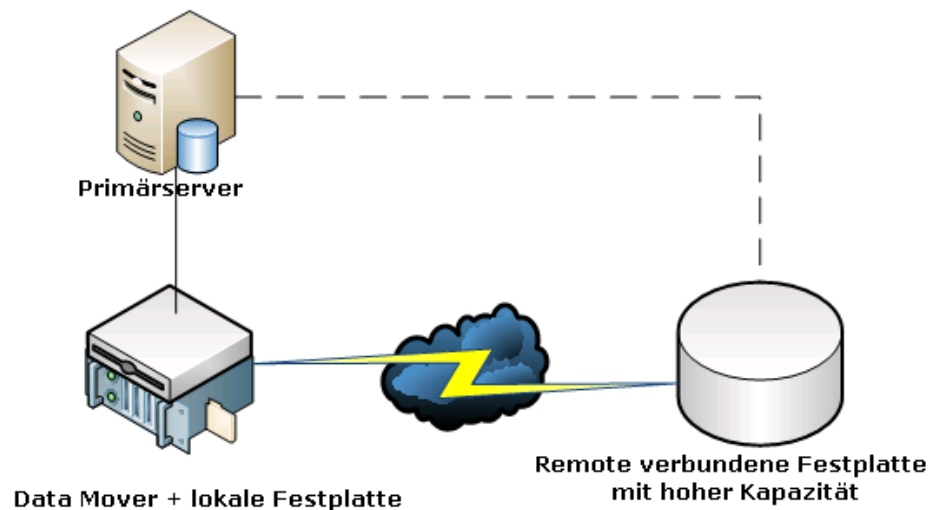 Primärserver
Remote verbundene Festplatte
mit hoher Kapazität
Data Mover + lokale Festplatte